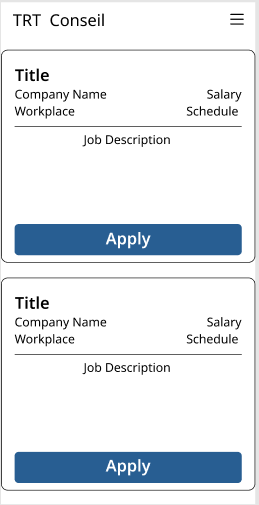 TRT Conseil
Title
Company Name Salary
Workplace Schedule
Job Description
Apply
Title
Company Name Salary
Workplace Schedule
Job Description
Apply